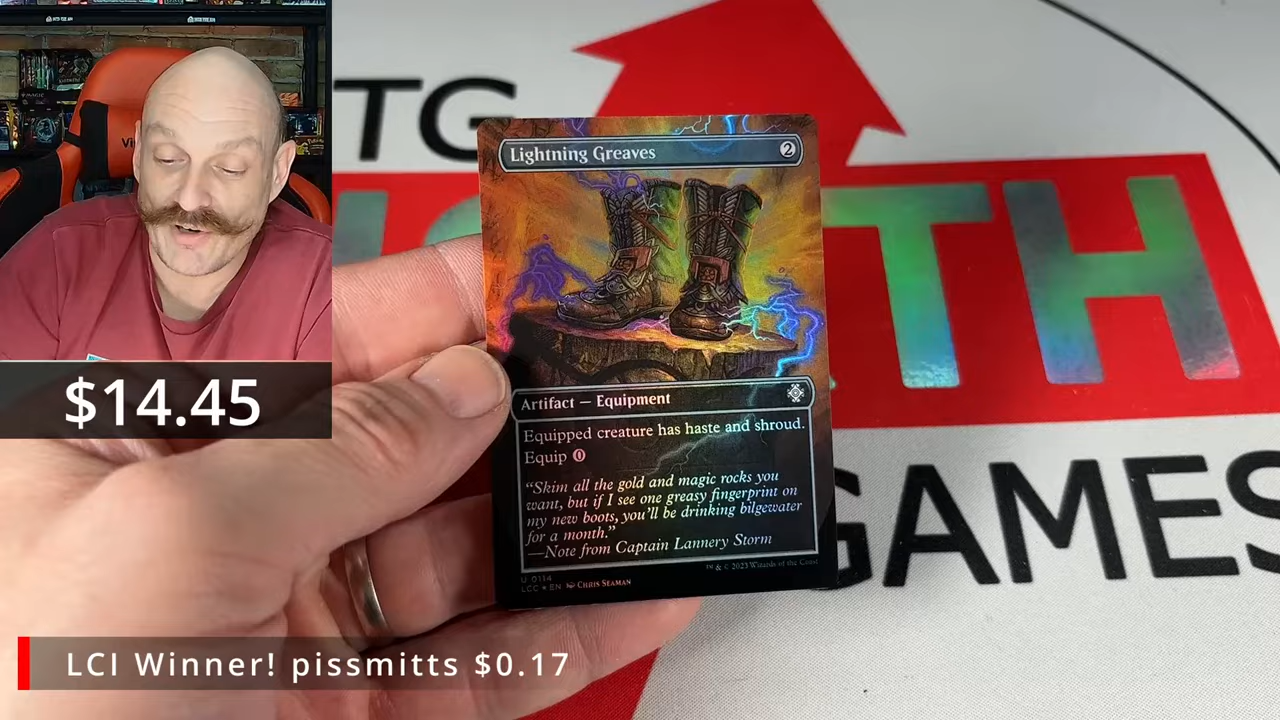 TG
TH
GAMES
Lightning Greaves 2
Artifact — Equipment
Equipped creature has haste and shroud.
Equip 0
“Skim all the gold and magic rocks you
want, but if I see one greasy fingerprint on
my new boots, you'll be drinking bilgewater
for a month.”
—Note from Captain Lannery Storm
U 0114
LCC ★ EN CHRIS SEAMAN
™ & © 2023 Wizards of the Coast
$14.45
LCI Winner! pissmitts $0.17